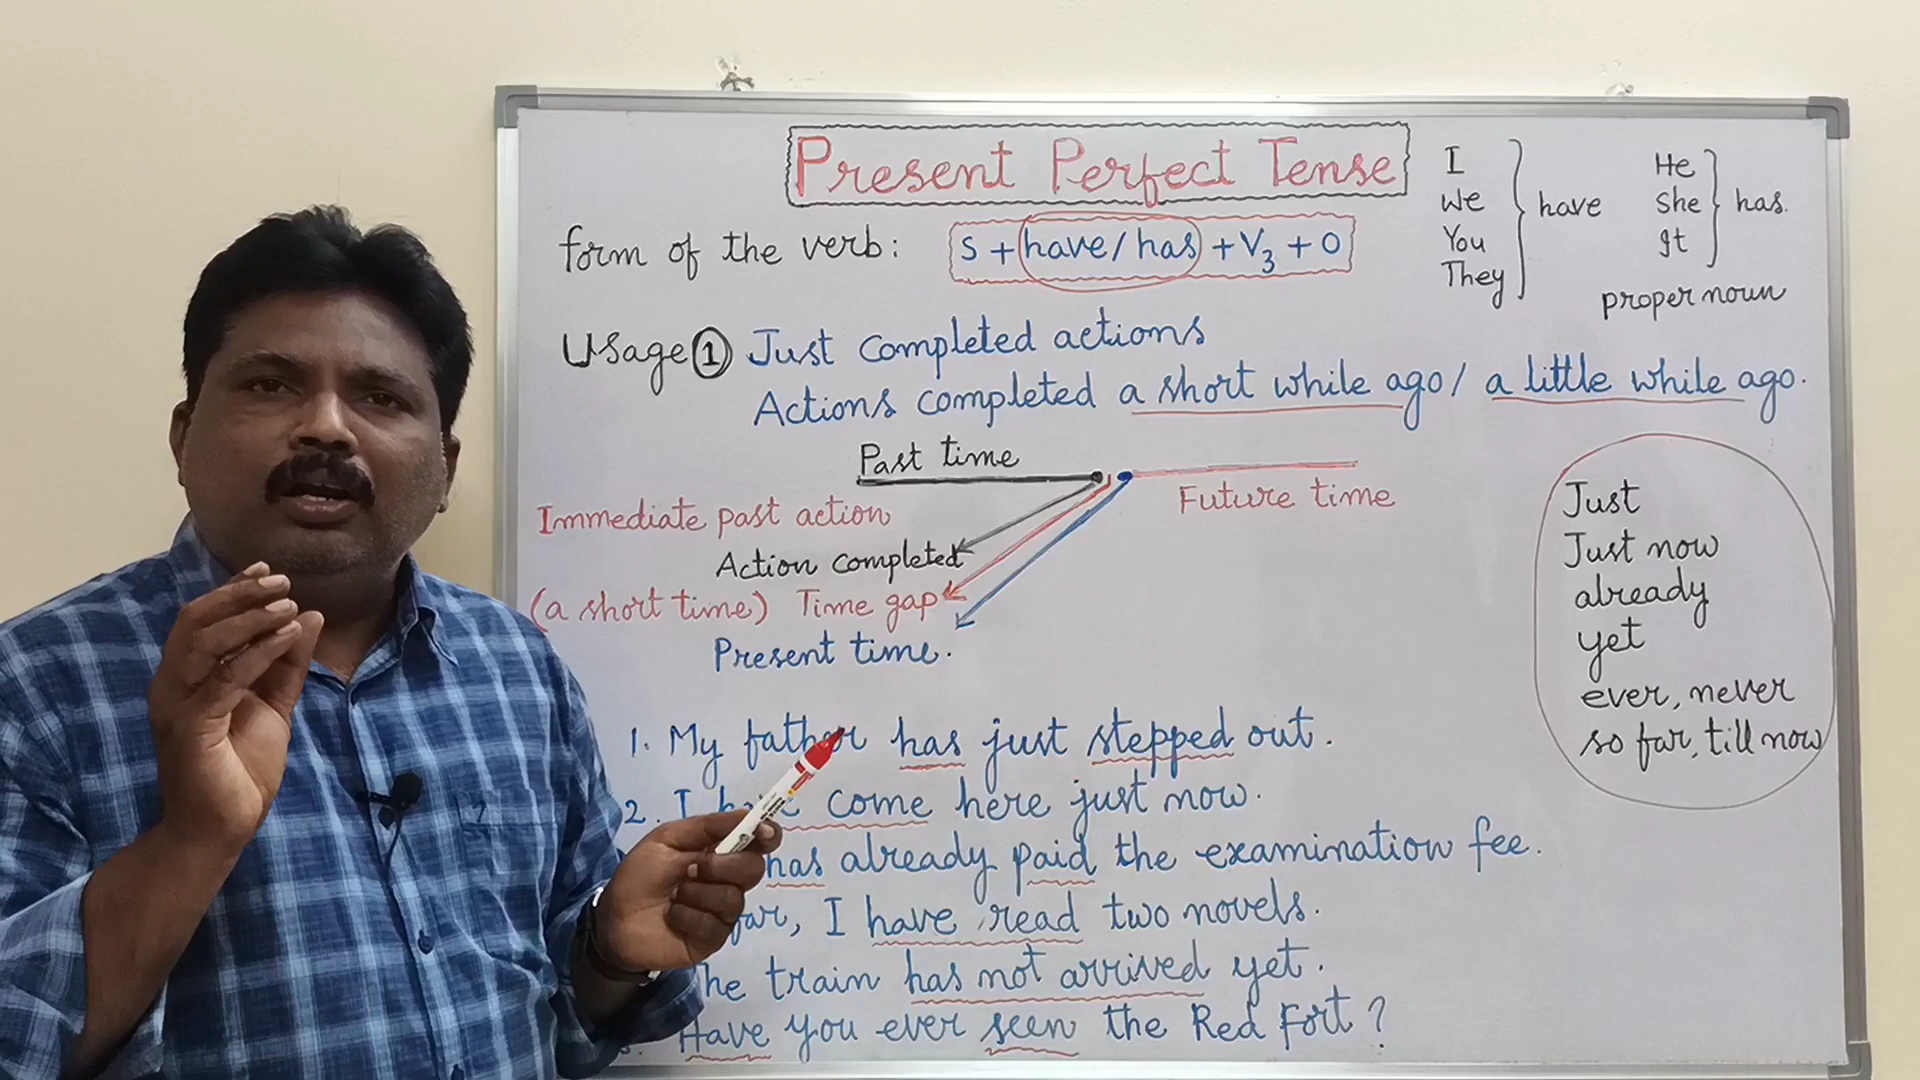 Present Perfect Tense
form of the verb: S + have / has + V3 + O
I
We
You
They
have
He
She
It
has.
proper noun
Usage 1 Just completed actions
Actions completed a short while ago / a little while ago.
Past time
Future time
Immediate past action
Action completed
(a short time) Time gap
Present time.
Just
Just now
already
yet
ever, never
so far, till now
1. My father has just stepped out.
2. I have come here just now.
has already paid the examination fee.
far, I have read two novels.
The train has not arrived yet.
Have you ever seen the Red Fort?